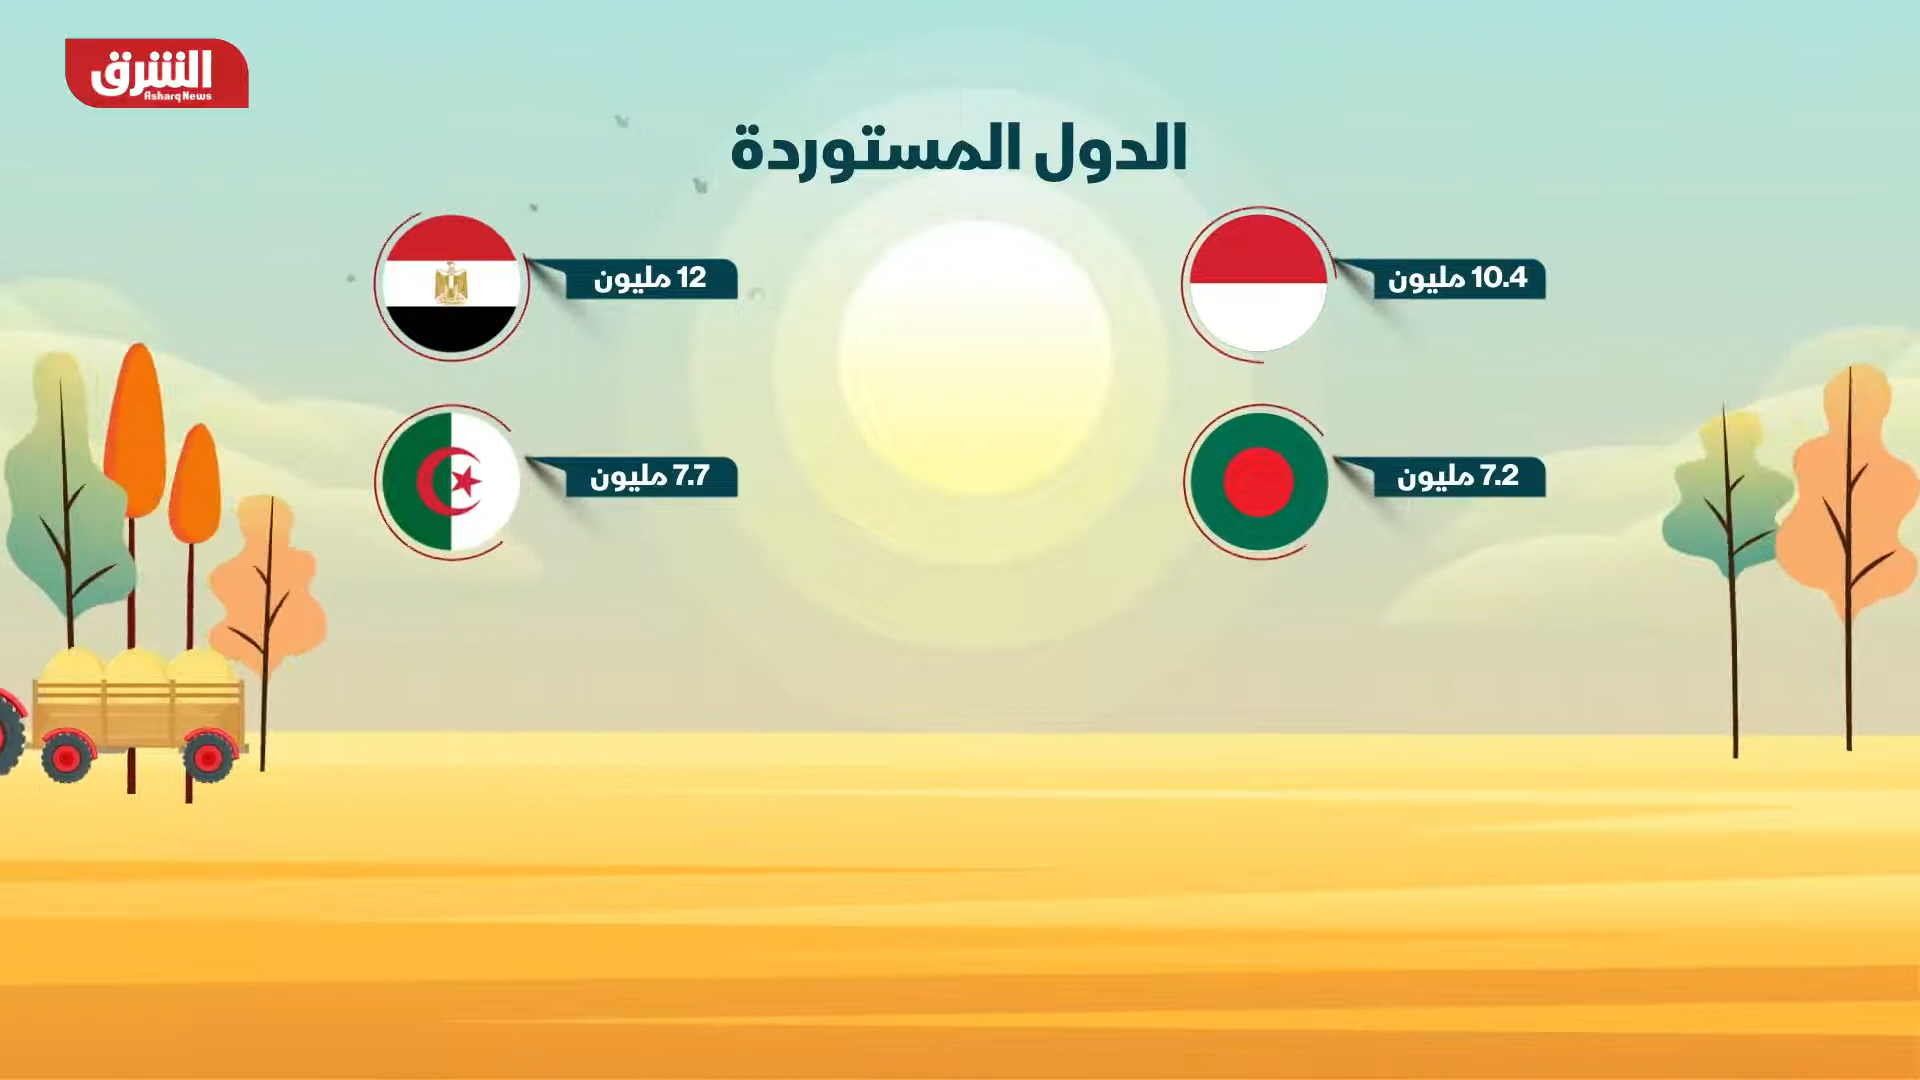 الشرق
Asharq News
الدول المستوردة
10.4 مليون
12 مليون
7.2 مليون
7.7 مليون